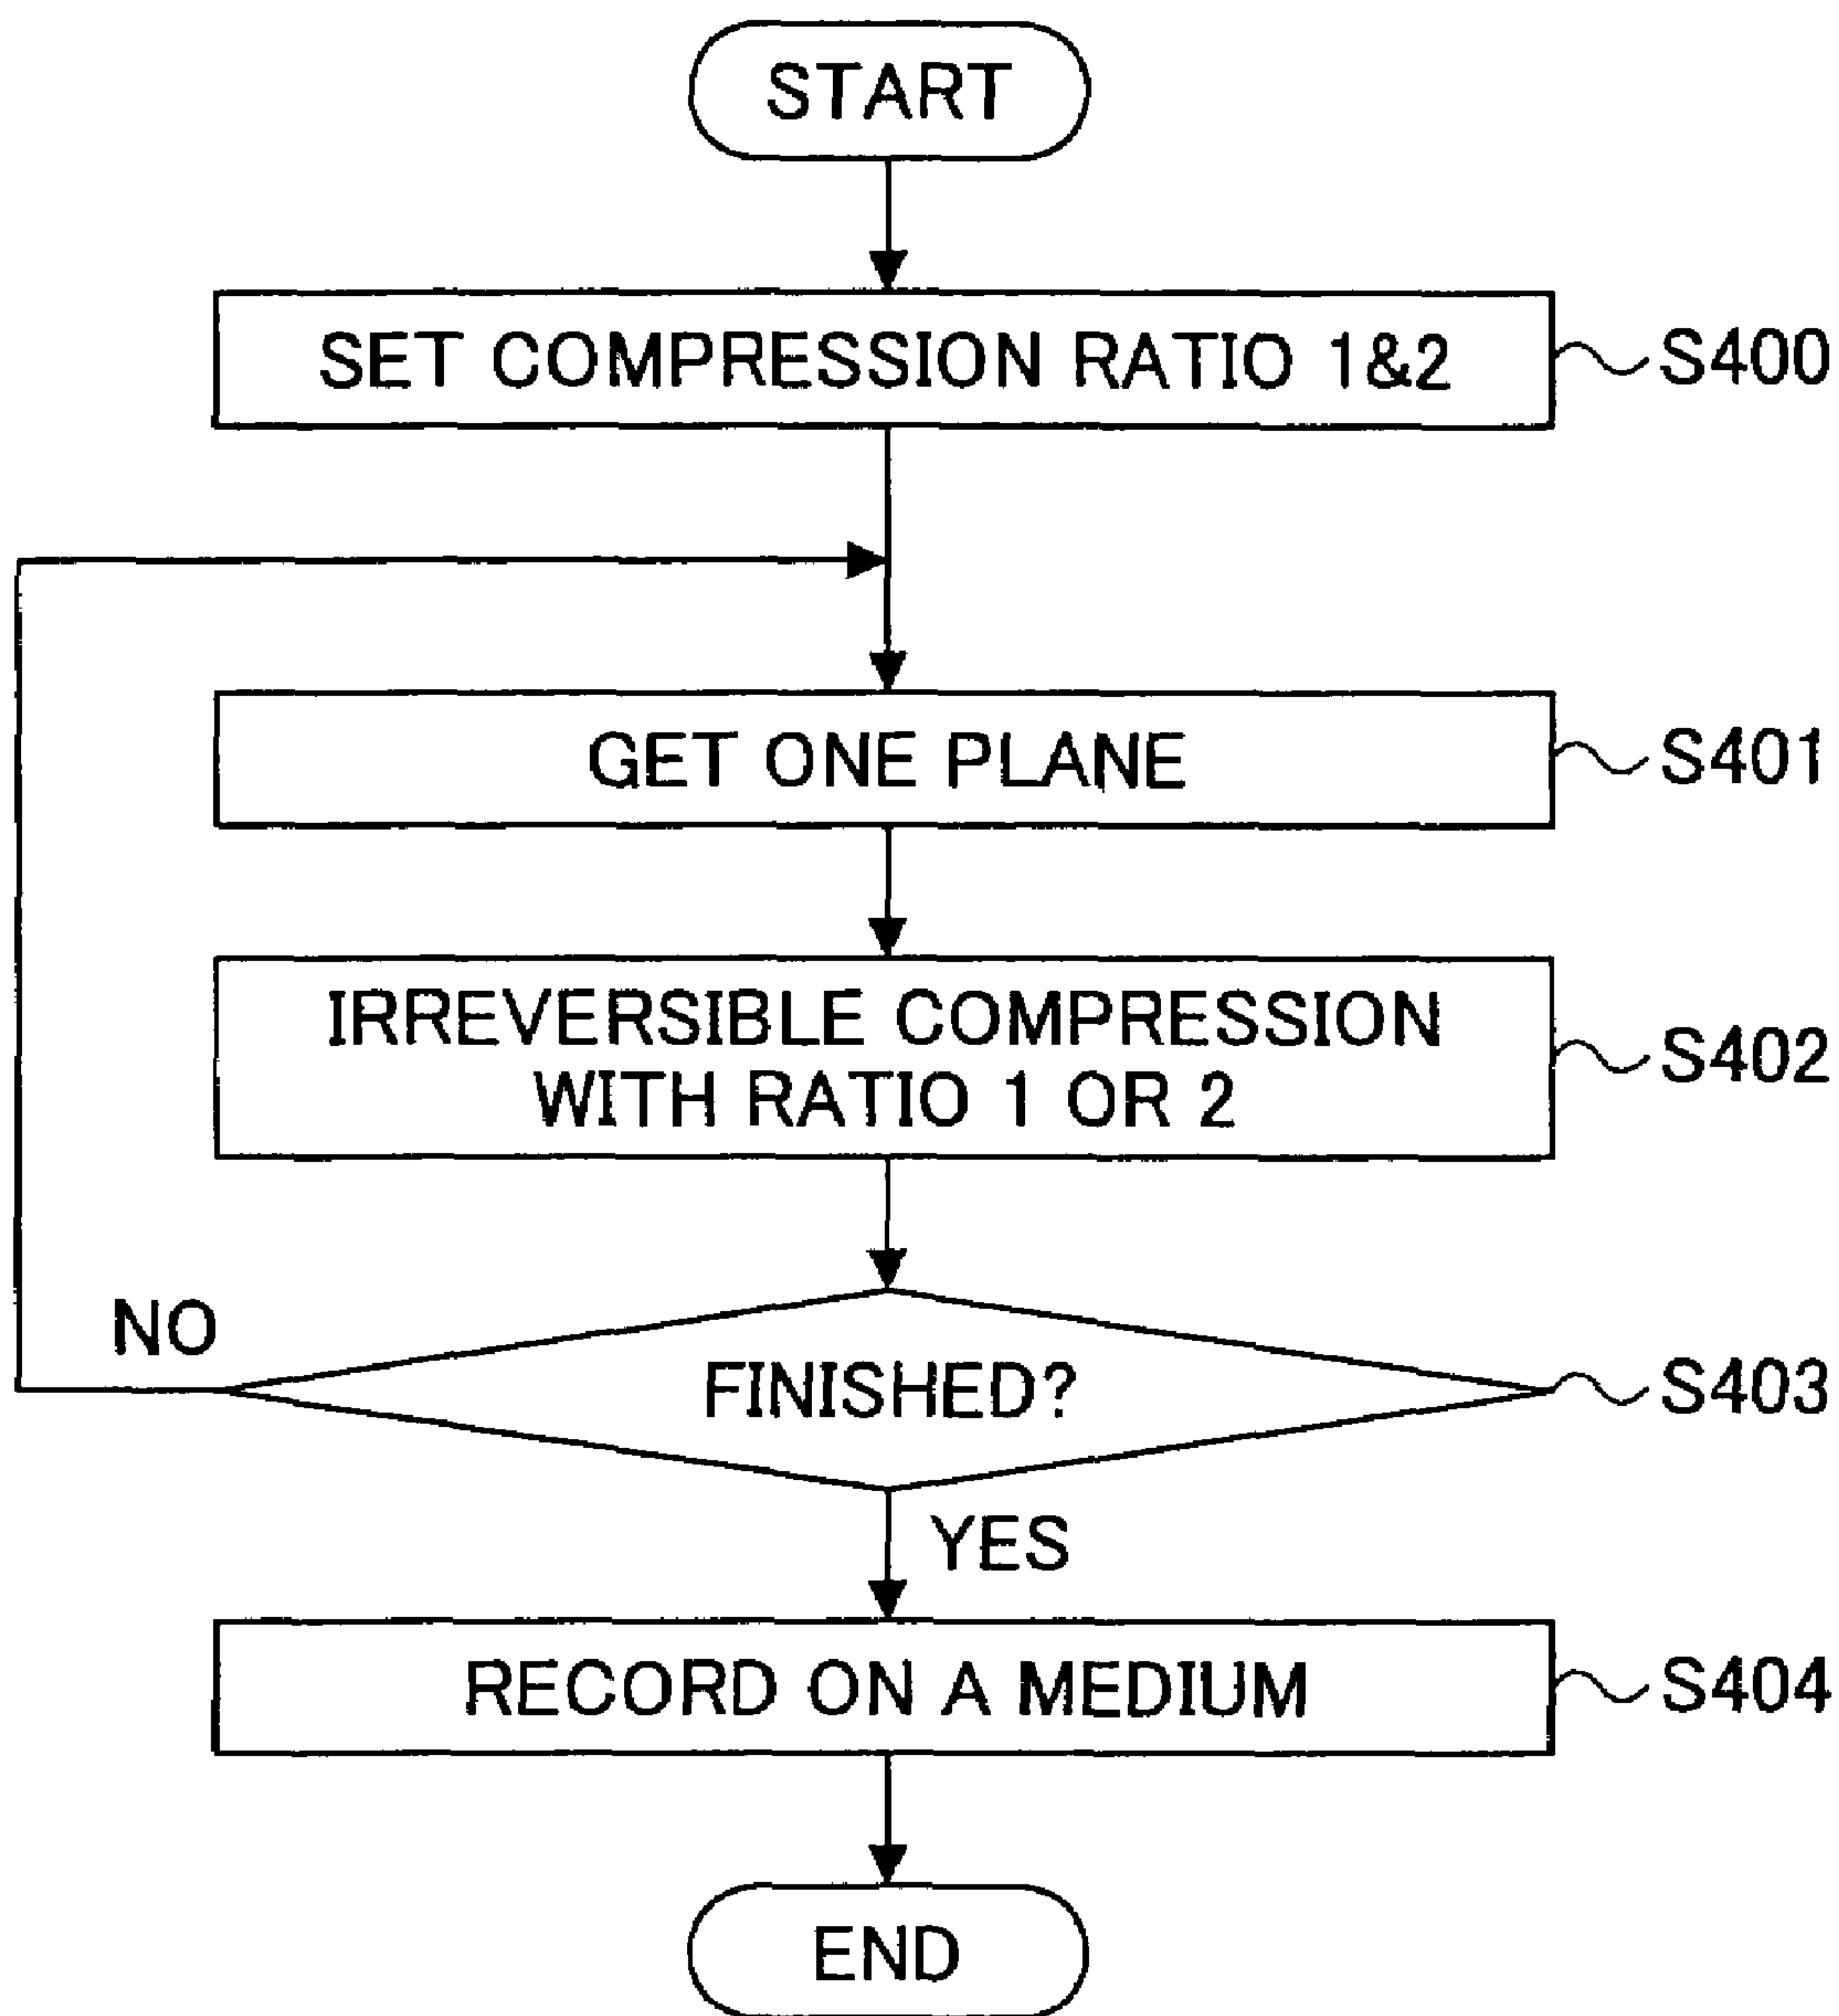 START
SET COMPRESSION RATIO 1&2
S400
GET ONE PLANE
S401
IRREVERSIBLE COMPRESSION
WITH RATIO 1 OR 2
S402
NO
FINISHED?
S403
YES
RECORD ON A MEDIUM
S404
END